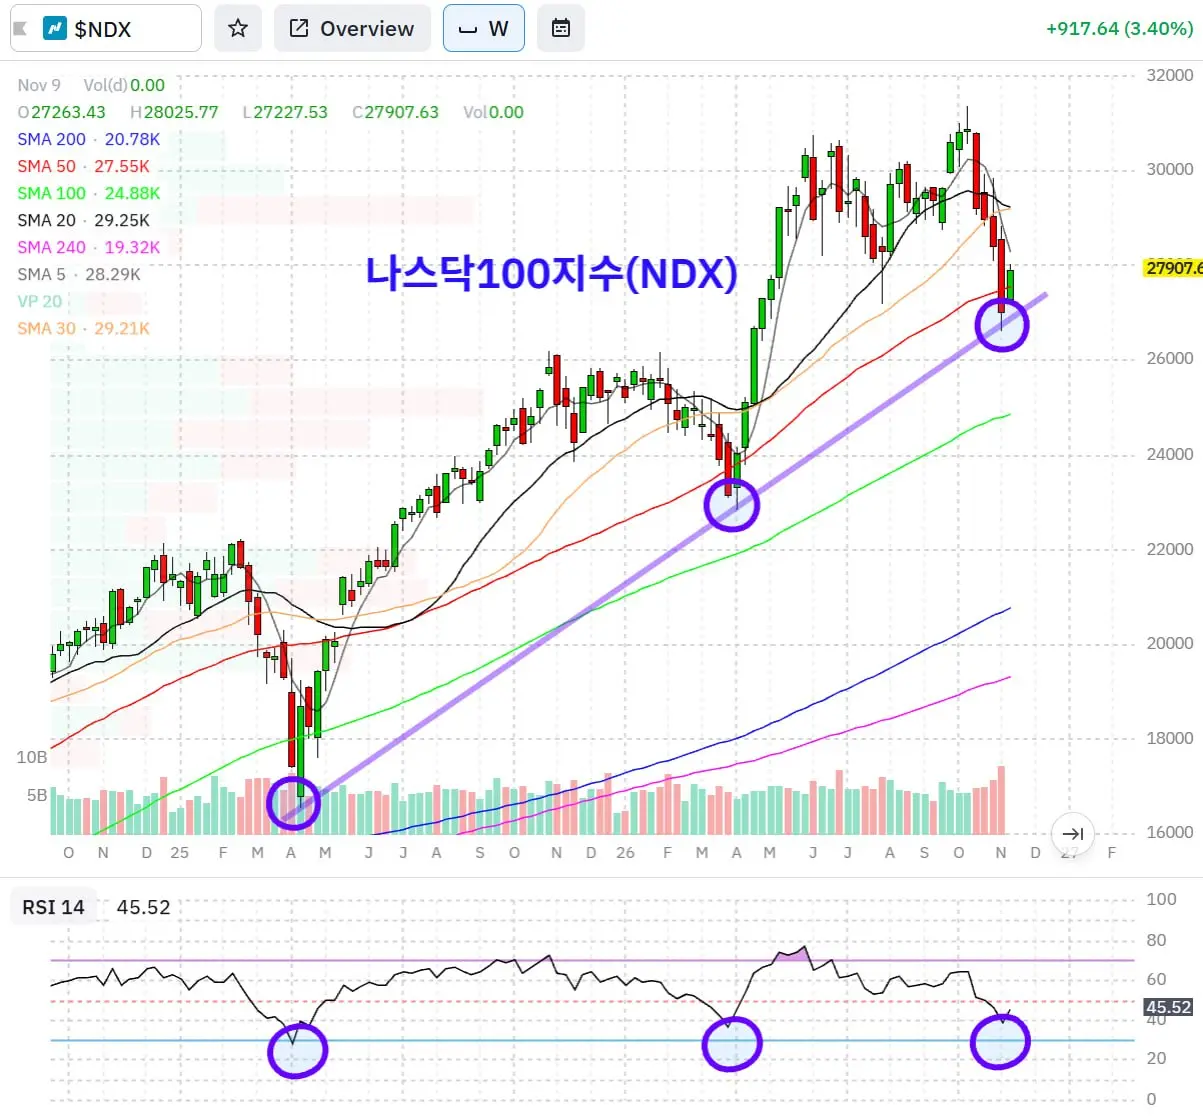 $NDX Overview W +917.64 (3.40%)
Nov 9 Vol(d) 0.00
O27263.43 H28025.77 L27227.53 C27907.63 Vol0.00
SMA 200 · 20.78K
SMA 50 · 27.55K
SMA 100 · 24.88K
SMA 20 · 29.25K
SMA 240 · 19.32K
SMA 5 · 28.29K
VP 20
SMA 30 · 29.21K
나스닥100지수(NDX)
32000
30000
27907.6
26000
24000
22000
20000
18000
16000
10B
5B
O N D 25 F M A M J J A S O N D 26 F M A M J J A S O N D 27 F
RSI 14 45.52
100
80
60
45.52
40
20
0